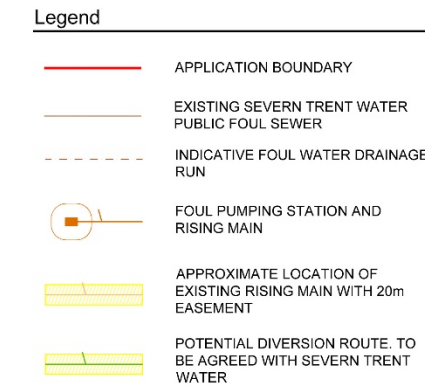 Legend
APPLICATION BOUNDARY
EXISTING SEVERN TRENT WATER
PUBLIC FOUL SEWER
INDICATIVE FOUL WATER DRAINAGE
RUN
FOUL PUMPING STATION AND
RISING MAIN
APPROXIMATE LOCATION OF
EXISTING RISING MAIN WITH 20m
EASEMENT
POTENTIAL DIVERSION ROUTE. TO
BE AGREED WITH SEVERN TRENT
WATER